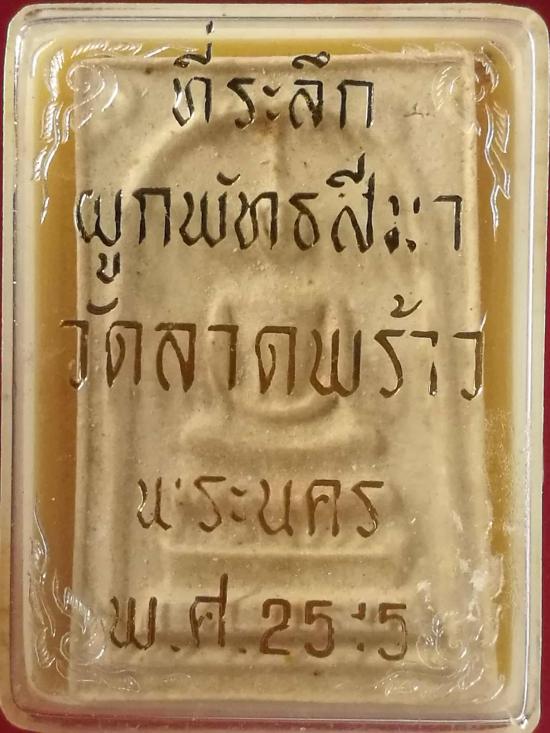 ที่ระลึก
ผูกพัทธสีมา
วัดลาดพร้าว
พระนคร
พ.ศ.